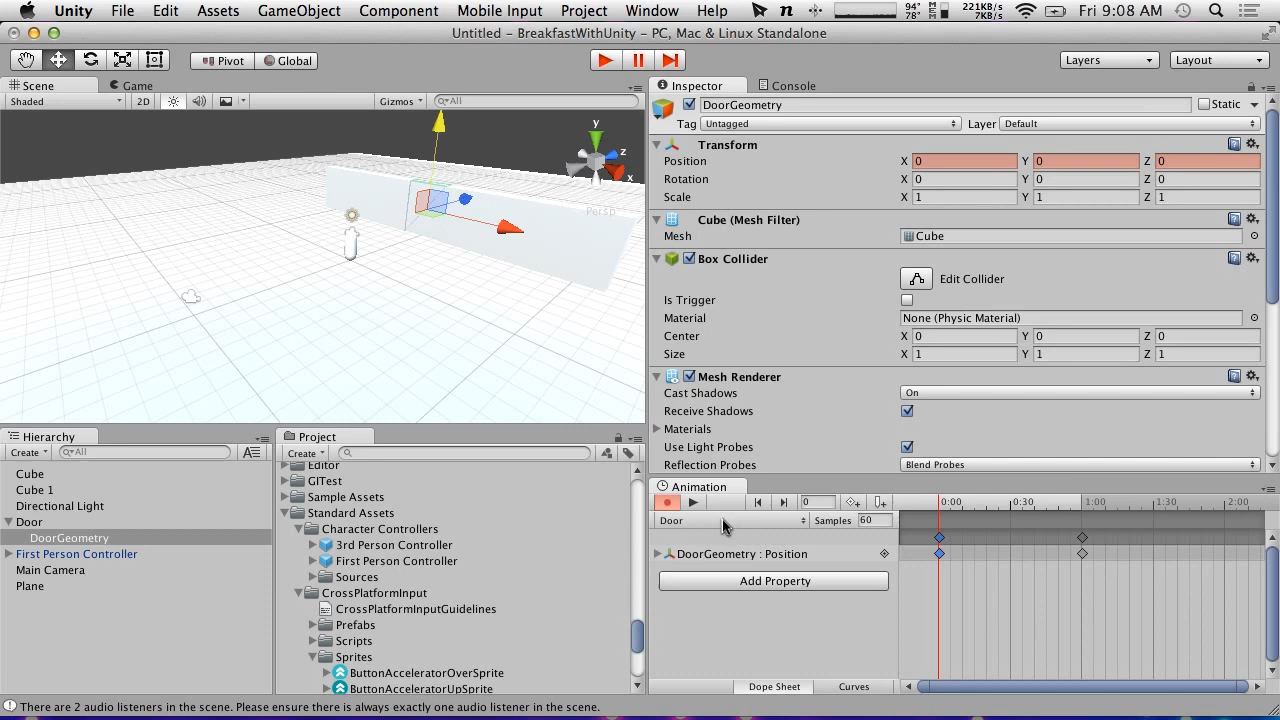 Unity File Edit Assets GameObject Component Mobile Input Project Window Help 94° 78° MEM 221KB/s 7KB/s Fri 9:08 AM
Untitled - BreakfastWithUnity - PC, Mac & Linux Standalone
Pivot Global Layers Layout
Scene Game Inspector Console
Shaded 2D Gizmos All
DoorGeometry Static
Tag Untagged Layer Default
Transform
Position X 0 Y 0 Z 0
Rotation X 0 Y 0 Z 0
Scale X 1 Y 1 Z 1
y z x
Persp
Cube (Mesh Filter)
Mesh Cube
Box Collider
Edit Collider
Is Trigger
Material None (Physic Material)
Center X 0 Y 0 Z 0
Size X 1 Y 1 Z 1
Mesh Renderer
Cast Shadows On
Receive Shadows
Materials
Use Light Probes
Reflection Probes Blend Probes
Hierarchy
Create All
Cube
Cube 1
Directional Light
Door
DoorGeometry
First Person Controller
Main Camera
Plane
Project
Create
Editor
GITest
Sample Assets
Standard Assets
Character Controllers
3rd Person Controller
First Person Controller
Sources
CrossPlatformInput
CrossPlatformInputGuidelines
Prefabs
Scripts
Sprites
ButtonAcceleratorOverSprite
ButtonAcceleratorUpSprite
Animation
0 0:00 0:30 1:00 1:30 2:00
Door Samples 60
DoorGeometry : Position
Add Property
Dope Sheet Curves
There are 2 audio listeners in the scene. Please ensure there is always exactly one audio listener in the scene.